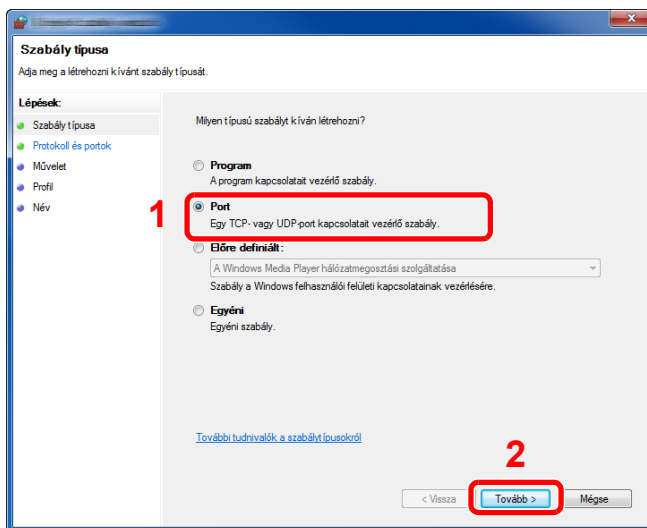 Szabály típusa
Adja meg a létrehozni kívánt szabály típusát.
Lépések:
Szabály típusa
Protokoll és portok
Művelet
Profil
Név
Milyen típusú szabályt kíván létrehozni?
Program
A program kapcsolatait vezérlő szabály.
1
Port
Egy TCP- vagy UDP-port kapcsolatait vezérlő szabály.
Előre definiált:
A Windows Media Player hálózatmegosztási szolgáltatása
Szabály a Windows felhasználói felületi kapcsolatainak vezérlésére.
Egyéni
Egyéni szabály.
További tudnivalók a szabálytípusokról
2
< Vissza
Tovább >
Mégse